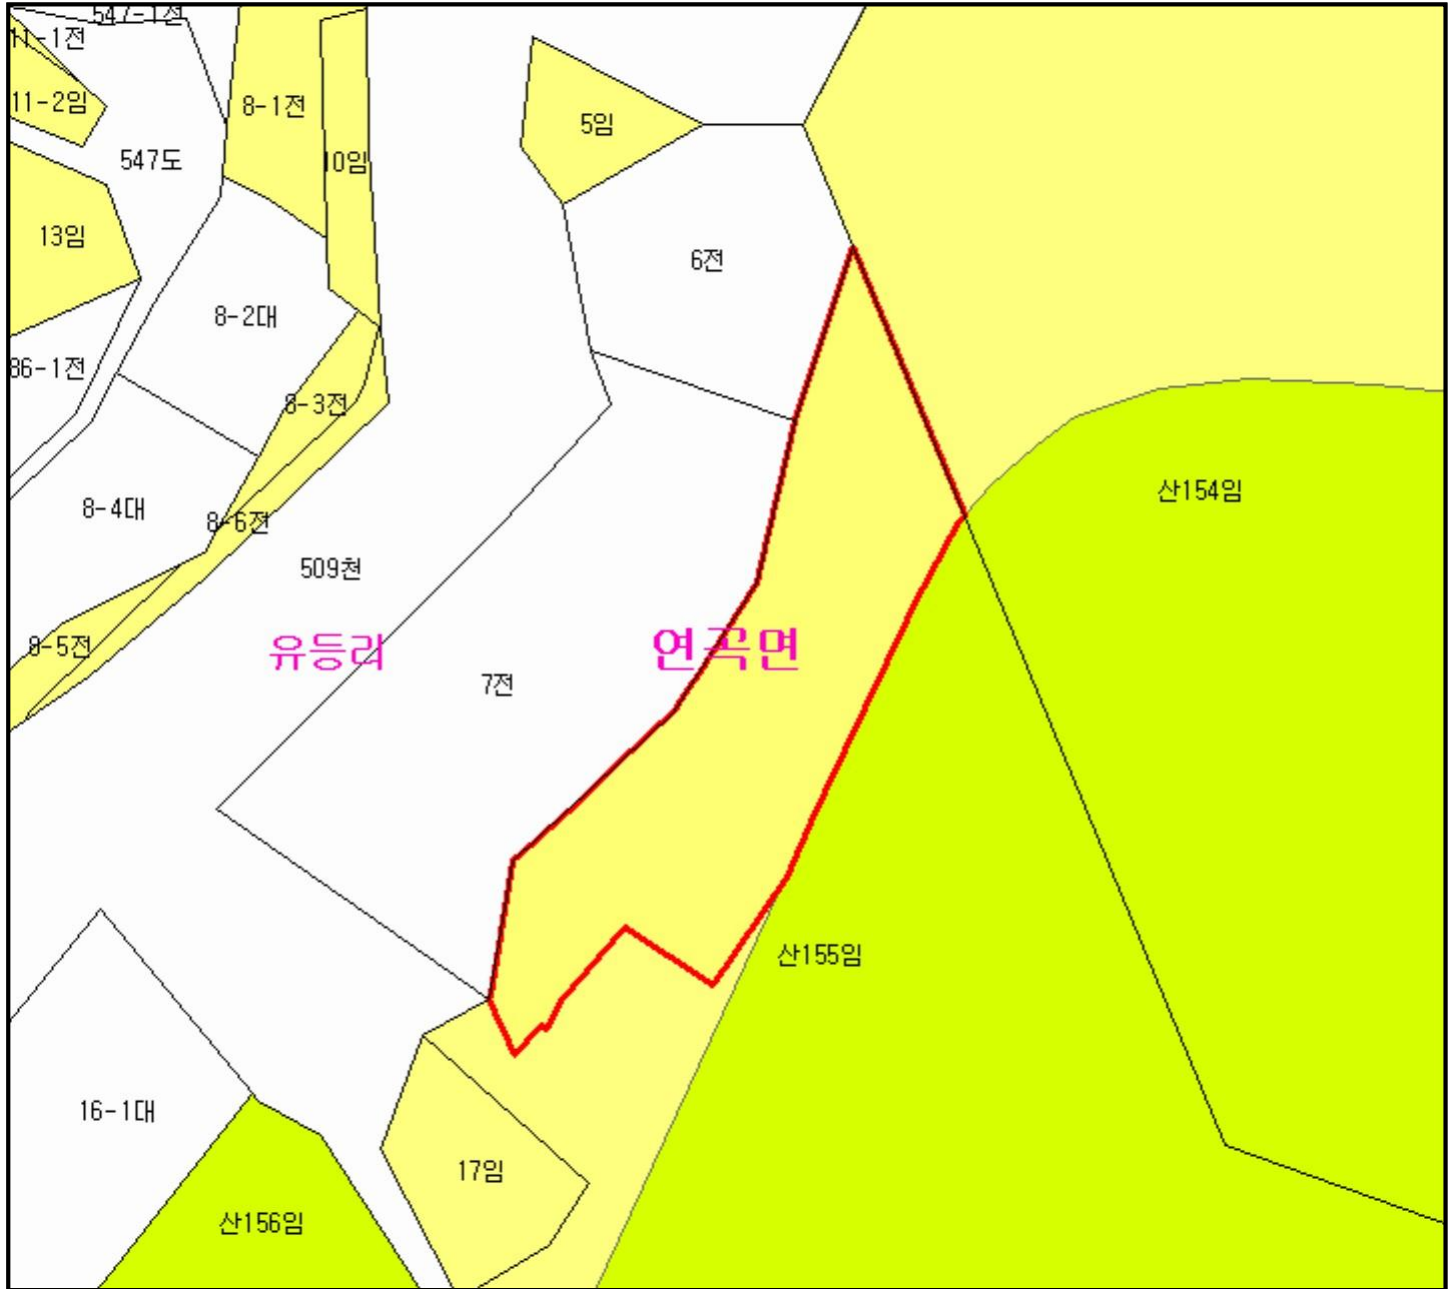 547-1전
11-1전
11-2임
8-1전
5임
547도
10임
13임
6전
8-2대
86-1전
8-3전
산154임
8-4대
8-6전
509천
8-5전
유등리
연곡면
7전
산155임
16-1대
17임
산156임